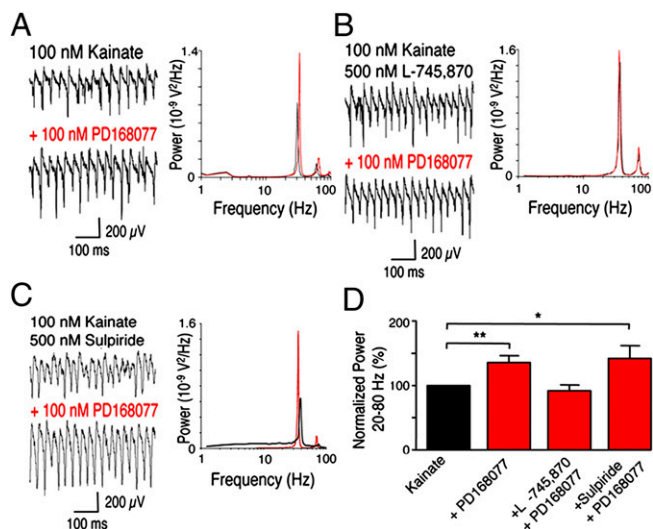 A
100 nM Kainate
+ 100 nM PD168077
200 µV
100 ms
Power (10⁻⁹ V²/Hz)
1.4
0
1 10 100
Frequency (Hz)
B
100 nM Kainate
500 nM L-745,870
+ 100 nM PD168077
200 µV
100 ms
Power (10⁻⁹ V²/Hz)
1.6
0
1 10 100
Frequency (Hz)
C
100 nM Kainate
500 nM Sulpiride
+ 100 nM PD168077
200 µV
100 ms
Power (10⁻⁹ V²/Hz)
1.6
0
1 10 100
Frequency (Hz)
D
Normalized Power
20-80 Hz (%)
200
150
100
50
0
**
*
Kainate
+ PD168077
+L -745,870
+ PD168077
+Sulpiride
+ PD168077